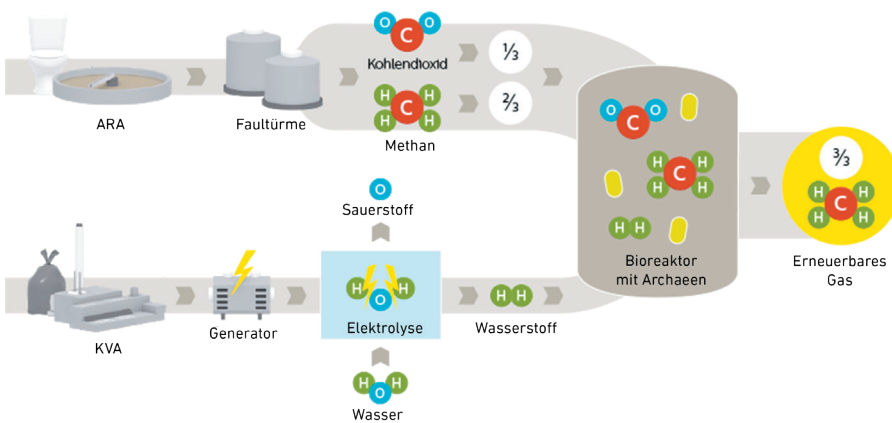 O C O
Kohlendioxid
1/3
H H
C
H H
Methan
2/3
ARA
Faultürme
O
Sauerstoff
H H
O
Elektrolyse
KVA
Generator
H H
Wasserstoff
H H
O
Wasser
O C O
H H
C
H H
H H
Bioreaktor
mit Archaeen
3/3
H H
C
H H
Erneuerbares
Gas